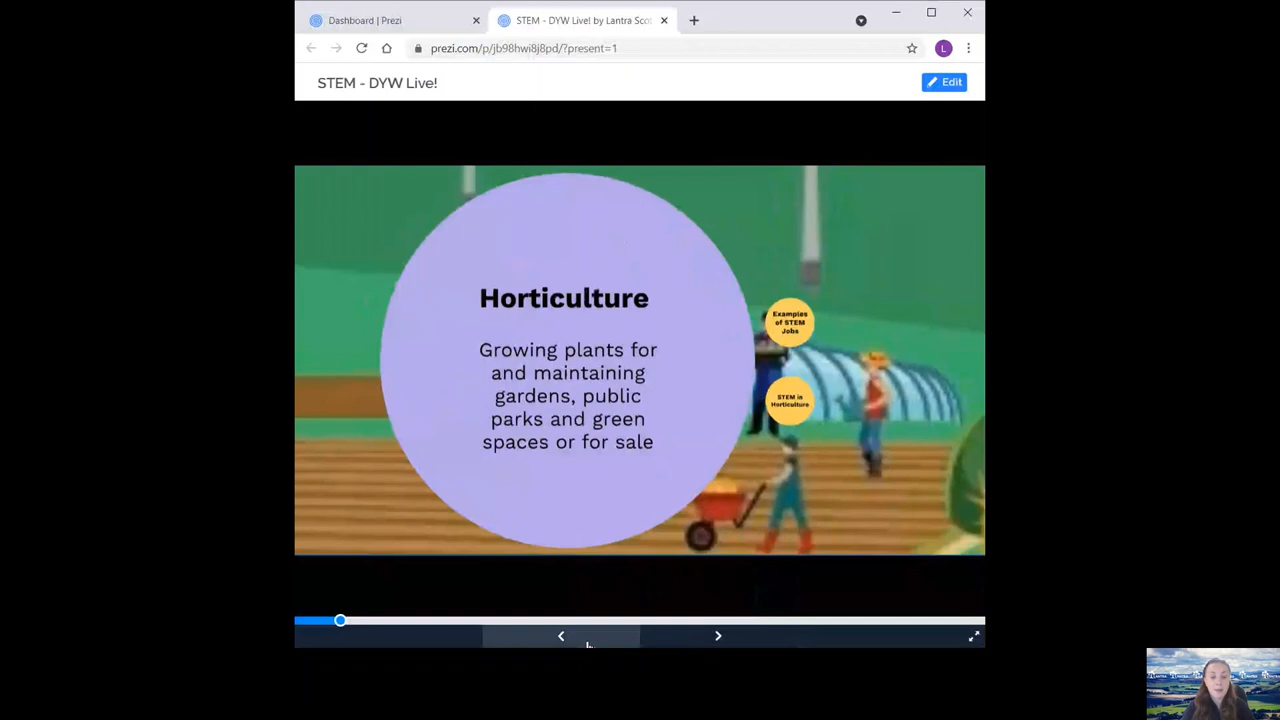 Dashboard | Prezi
STEM - DYW Live! by Lantra Scot
prezi.com/p/jb98hwi8j8pd/?present=1
L
STEM - DYW Live!
Edit
Horticulture
Growing plants for
and maintaining
gardens, public
parks and green
spaces or for sale
Examples
of STEM
Jobs
STEM in
Horticulture